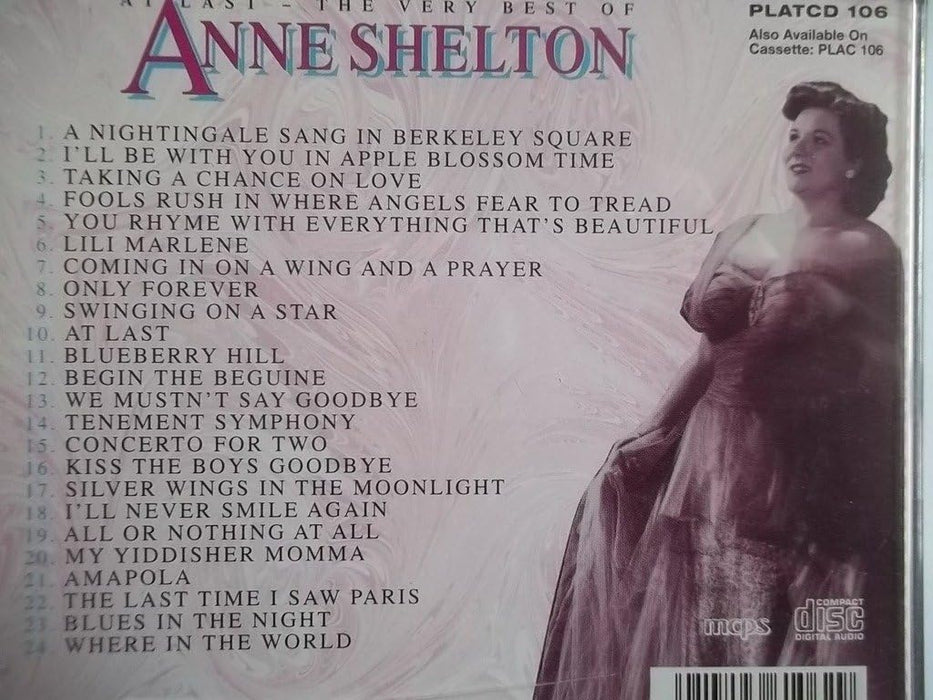 AT LAST - THE VERY BEST OF
ANNE SHELTON
PLATCD 106
Also Available On
Cassette: PLAC 106
1. A NIGHTINGALE SANG IN BERKELEY SQUARE
2. I'LL BE WITH YOU IN APPLE BLOSSOM TIME
3. TAKING A CHANCE ON LOVE
4. FOOLS RUSH IN WHERE ANGELS FEAR TO TREAD
5. YOU RHYME WITH EVERYTHING THAT'S BEAUTIFUL
6. LILI MARLENE
7. COMING IN ON A WING AND A PRAYER
8. ONLY FOREVER
9. SWINGING ON A STAR
10. AT LAST
11. BLUEBERRY HILL
12. BEGIN THE BEGUINE
13. WE MUSTN'T SAY GOODBYE
14. TENEMENT SYMPHONY
15. CONCERTO FOR TWO
16. KISS THE BOYS GOODBYE
17. SILVER WINGS IN THE MOONLIGHT
18. I'LL NEVER SMILE AGAIN
19. ALL OR NOTHING AT ALL
20. MY YIDDISHER MOMMA
21. AMAPOLA
22. THE LAST TIME I SAW PARIS
23. BLUES IN THE NIGHT
24. WHERE IN THE WORLD
mcps
COMPACT
disc
DIGITAL AUDIO